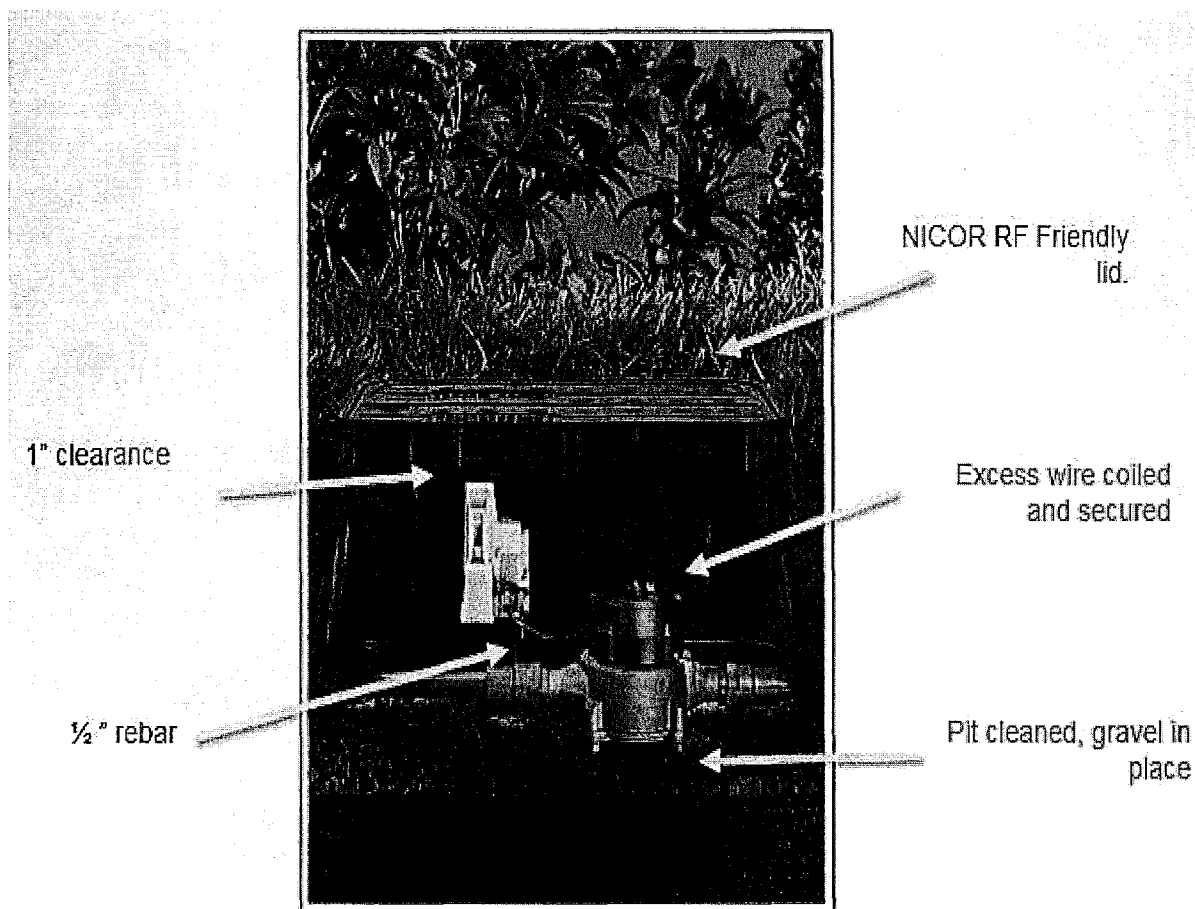 NICOR RF Friendly
lid.
1" clearance
Excess wire coiled
and secured
½ " rebar
Pit cleaned, gravel in
place